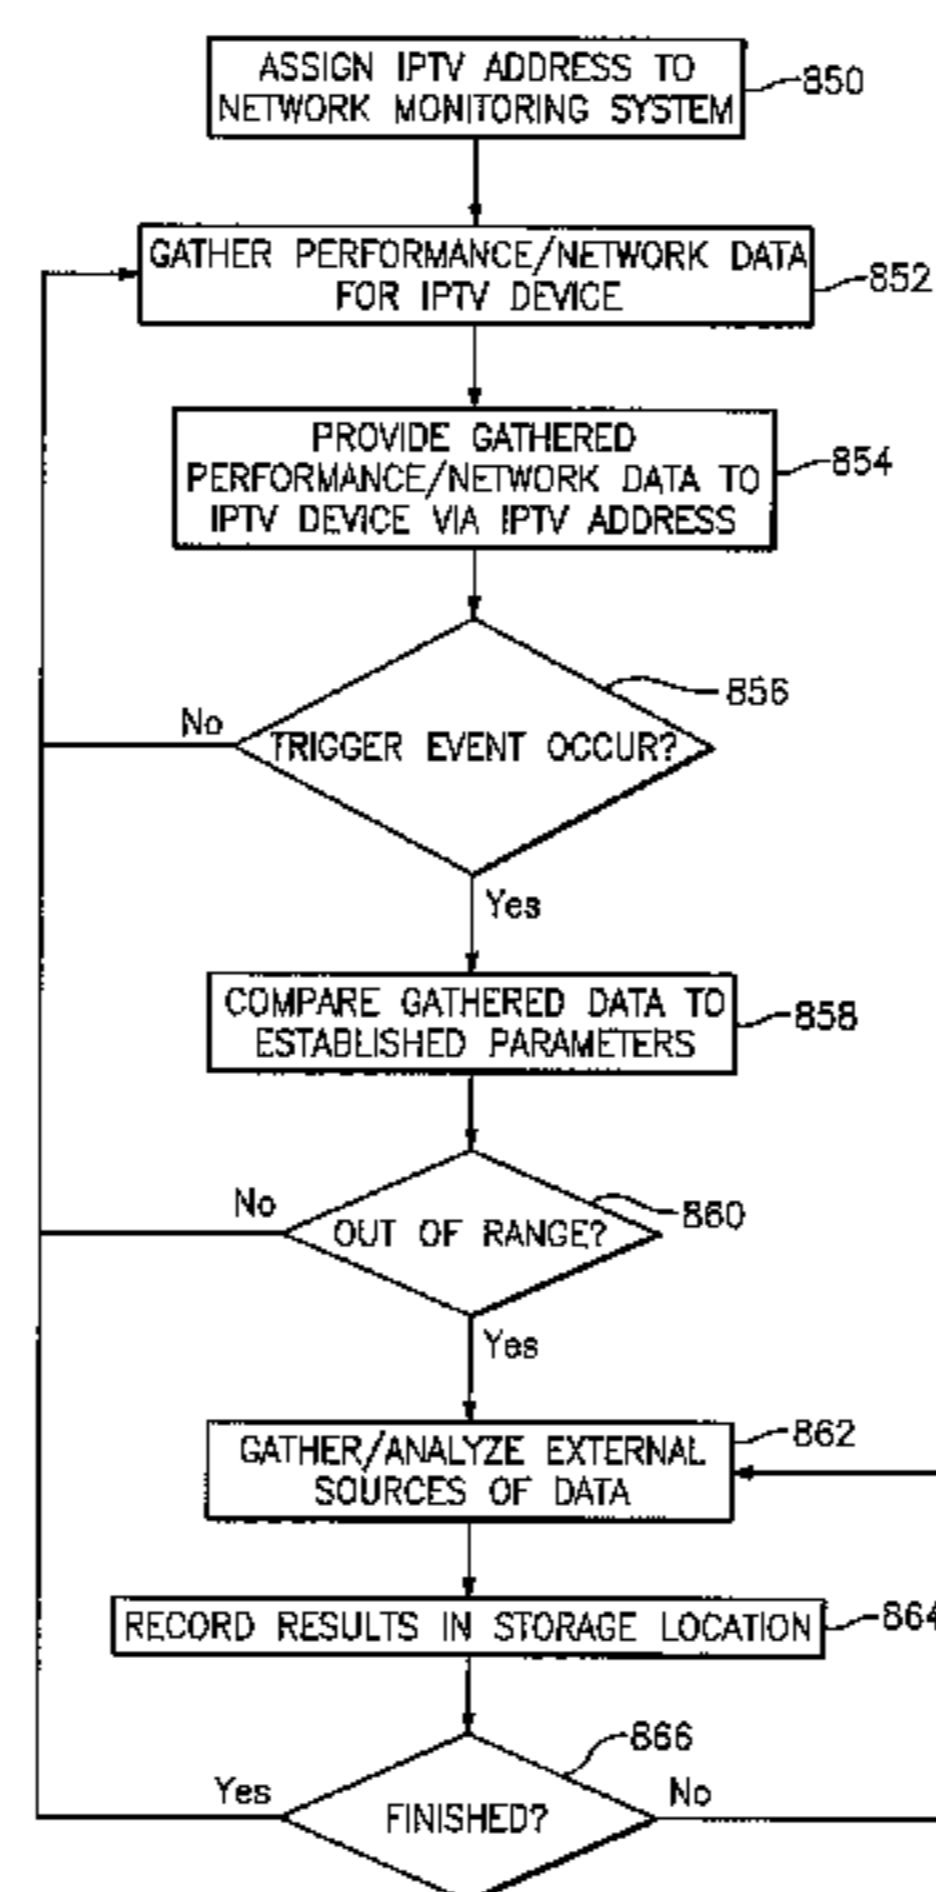 ASSIGN IPTV ADDRESS TO
NETWORK MONITORING SYSTEM
850
GATHER PERFORMANCE/NETWORK DATA
FOR IPTV DEVICE
852
PROVIDE GATHERED
PERFORMANCE/NETWORK DATA TO
IPTV DEVICE VIA IPTV ADDRESS
854
856
No
TRIGGER EVENT OCCUR?
Yes
COMPARE GATHERED DATA TO
ESTABLISHED PARAMETERS
858
No
OUT OF RANGE?
860
Yes
GATHER/ANALYZE EXTERNAL
SOURCES OF DATA
862
RECORD RESULTS IN STORAGE LOCATION
864
866
Yes
FINISHED?
No